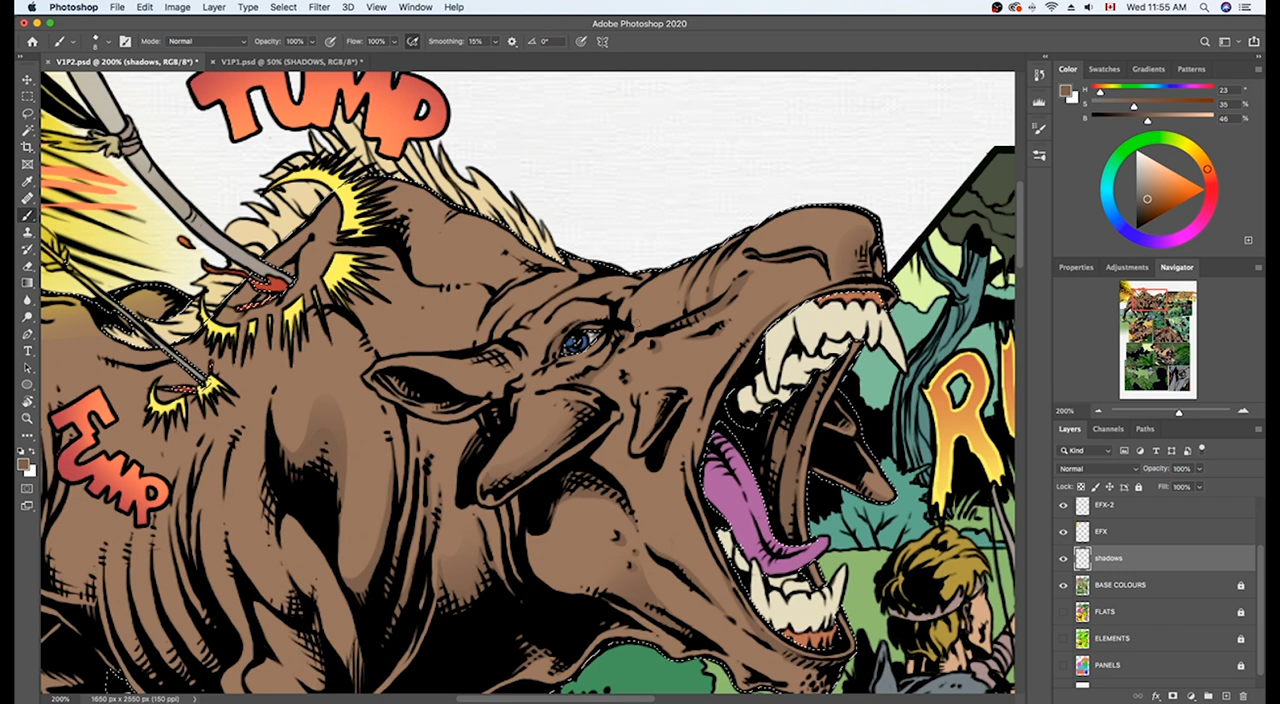 Photoshop File Edit Image Layer Type Select Filter 3D View Window Help Wed 11:55 AM
Adobe Photoshop 2020
8 Mode: Normal Opacity: 100% Flow: 100% Smoothing: 15% 0°
× V1P2.psd @ 200% (shadows, RGB/8*) * × V1P1.psd @ 50% (SHADOWS, RGB/8*) *
Color Swatches Gradients Patterns
H 23 °
S 35 %
B 46 %
TUMP
FUMP
R
Properties Adjustments Navigator
200%
Layers Channels Paths
Kind
Normal Opacity: 100%
Lock: Fill: 100%
EFX-2
EFX
shadows
BASE COLOURS
FLATS
ELEMENTS
PANELS
200% 1650 px x 2550 px (150 ppi)
fx